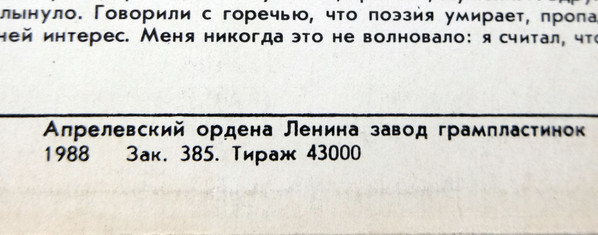 лынуло. Говорили с горечью, что поэзия умирает, пропа
ней интерес. Меня никогда это не волновало: я считал, что
Апрелевский ордена Ленина завод грампластинок
1988 Зак. 385. Тираж 43000